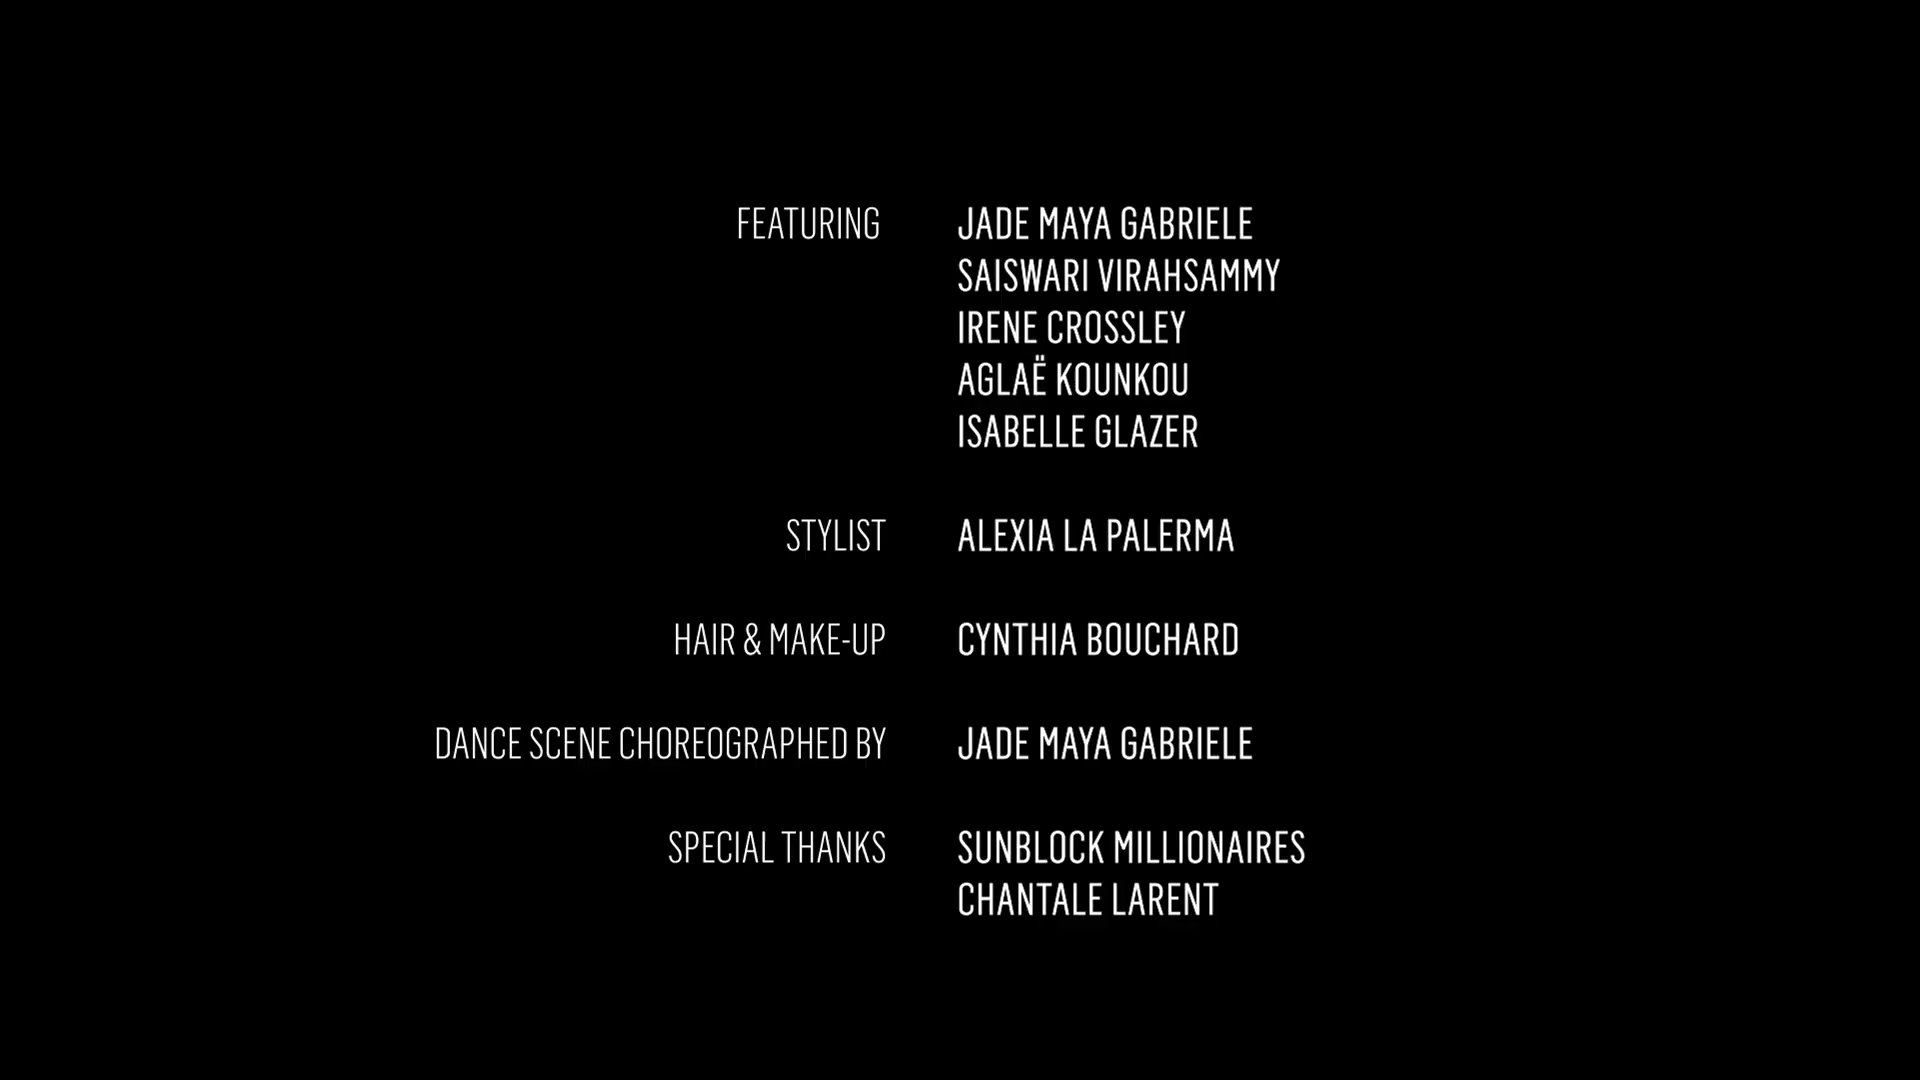 FEATURING JADE MAYA GABRIELE
SAISWARI VIRAHSAMMY
IRENE CROSSLEY
AGLAË KOUNKOU
ISABELLE GLAZER
STYLIST ALEXIA LA PALERMA
HAIR & MAKE-UP CYNTHIA BOUCHARD
DANCE SCENE CHOREOGRAPHED BY JADE MAYA GABRIELE
SPECIAL THANKS SUNBLOCK MILLIONAIRES
CHANTALE LARENT